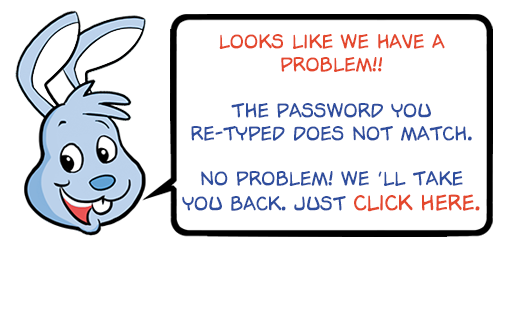 LOOKS LIKE WE HAVE A
PROBLEM!!
THE PASSWORD YOU
RE-TYPED DOES NOT MATCH.
NO PROBLEM! WE 'LL TAKE
YOU BACK. JUST CLICK HERE.